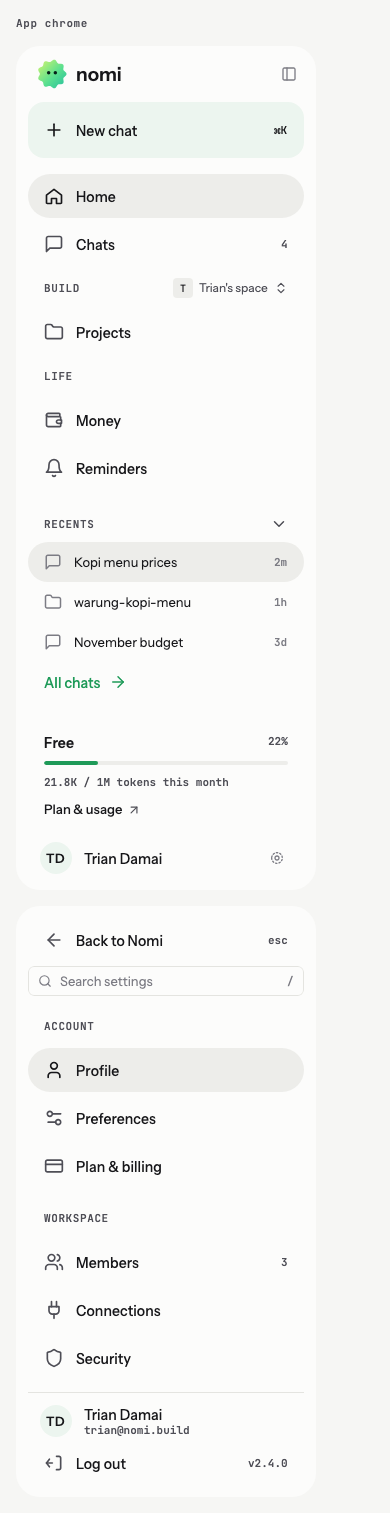 App chrome
nomi
New chat ⌘K
Home
Chats 4
BUILD T Trian's space
Projects
LIFE
Money
Reminders
RECENTS
Kopi menu prices 2m
warung-kopi-menu 1h
November budget 3d
All chats →
Free 22%
21.8K / 1M tokens this month
Plan & usage ↗
TD Trian Damai
Back to Nomi esc
Search settings /
ACCOUNT
Profile
Preferences
Plan & billing
WORKSPACE
Members 3
Connections
Security
TD Trian Damai
trian@nomi.build
Log out v2.4.0